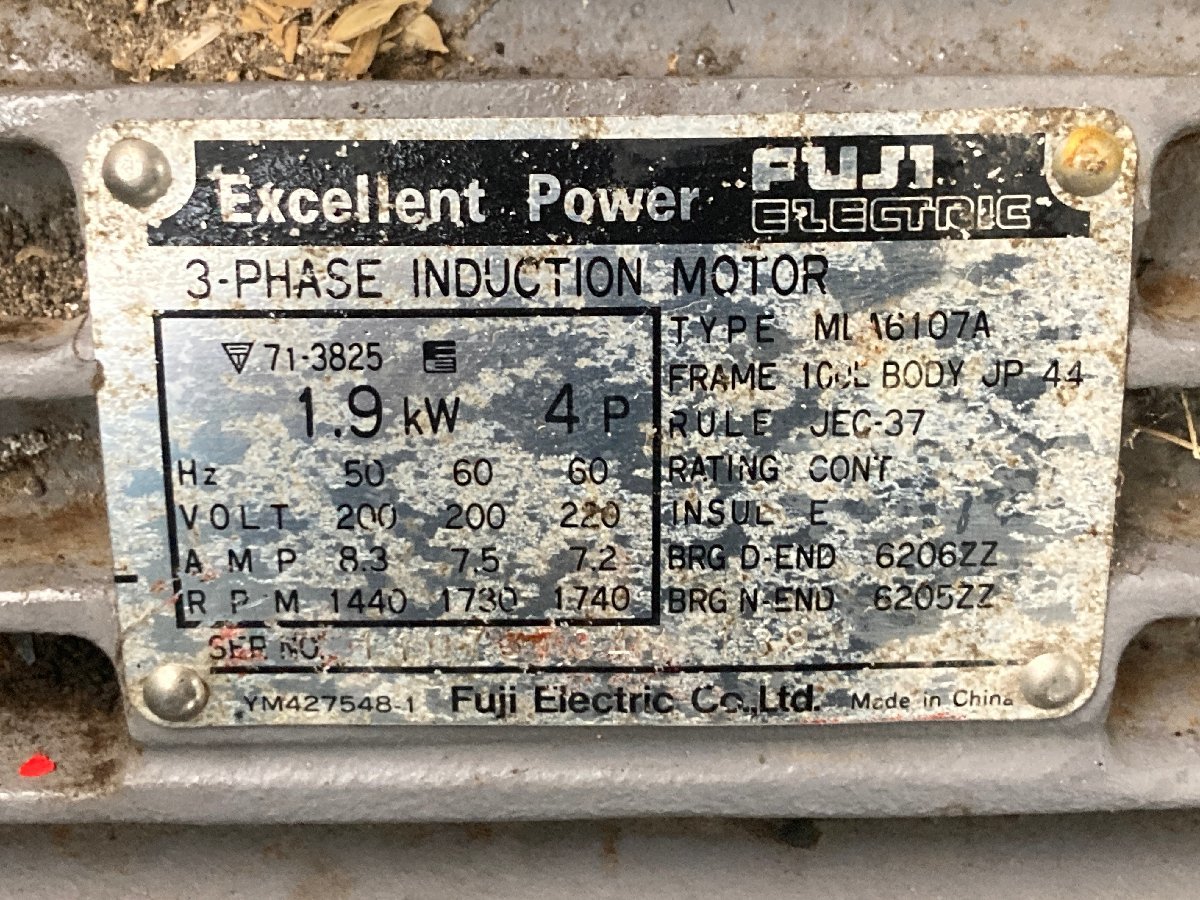 Excellent Power FUJI ELECTRIC
3-PHASE INDUCTION MOTOR
71-3825
1.9 kW 4 P
Hz 50 60 60
VOLT 200 200 220
AMP 8.3 7.5 7.2
RPM 1440 1730 1740
TYPE
FRAME BODY JP 44
RULE JEC-37
RATING CONT
INSUL E
BRG D-END 6206ZZ
BRG N-END 6205ZZ
SER NO.
YM427548-1 Fuji Electric Co.,Ltd. Made in China